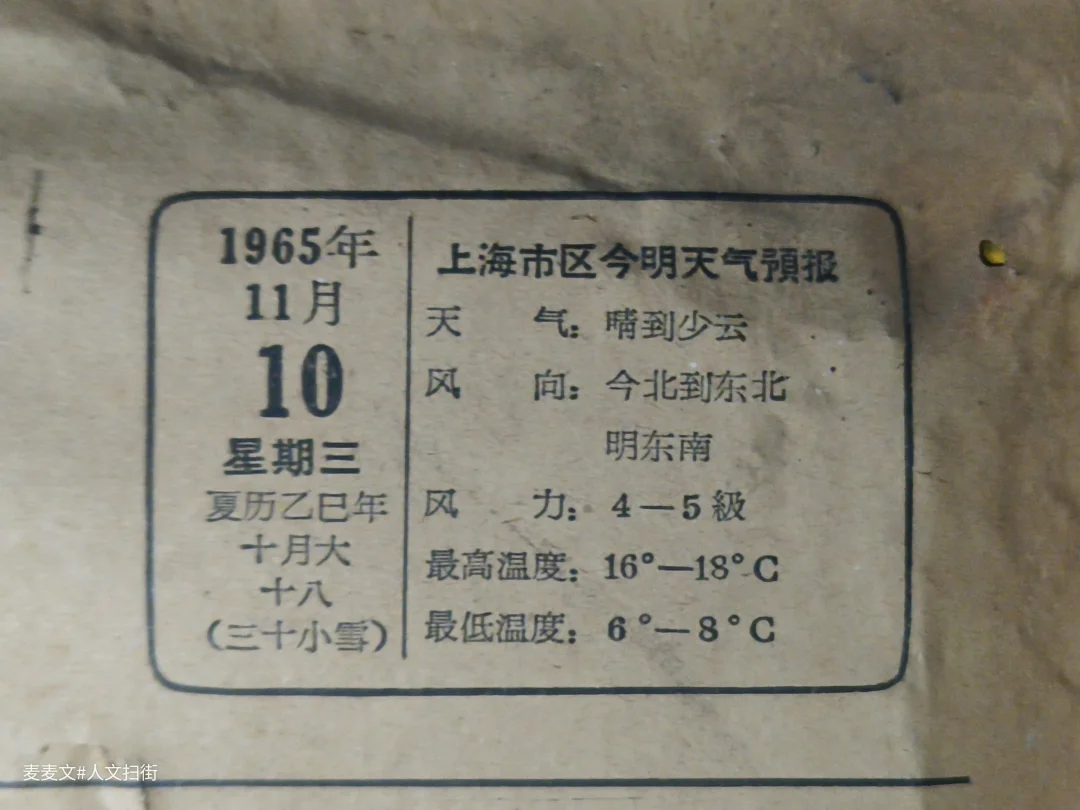 1965年
11月
10
星期三
夏历乙巳年
十月大
十八
(三十小雪)
上海市区今明天气預报
天 气: 晴到少云
风 向: 今北到东北
明东南
风 力: 4—5級
最高温度: 16°—18°C
最低温度: 6°—8°C
麦麦文#人文扫街